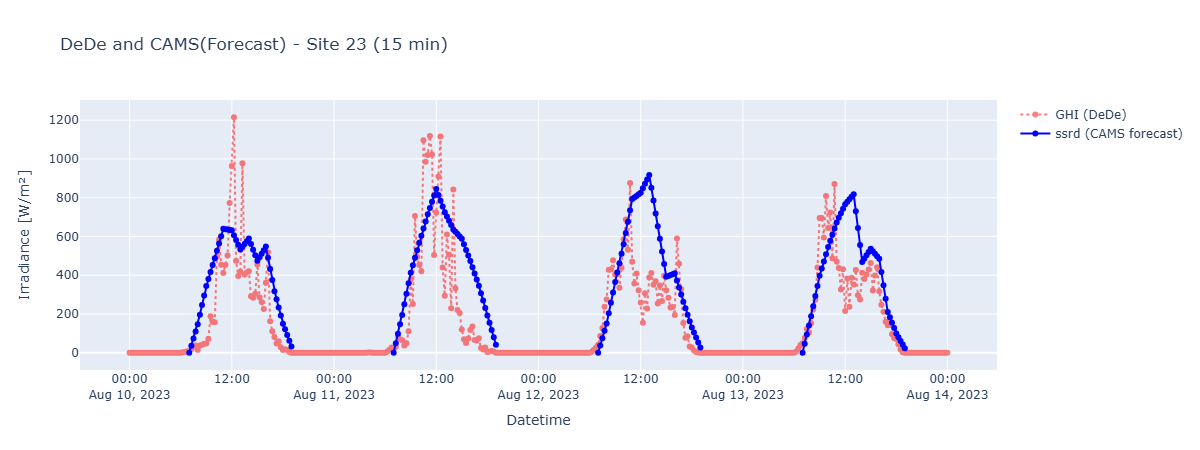 DeDe and CAMS(Forecast) - Site 23 (15 min)
GHI (DeDe)
ssrd (CAMS forecast)
Irradiance [W/m²]
1200
1000
800
600
400
200
0
00:00 12:00 00:00 12:00 00:00 12:00 00:00 12:00 00:00
Aug 10, 2023 Aug 11, 2023 Aug 12, 2023 Aug 13, 2023 Aug 14, 2023
Datetime